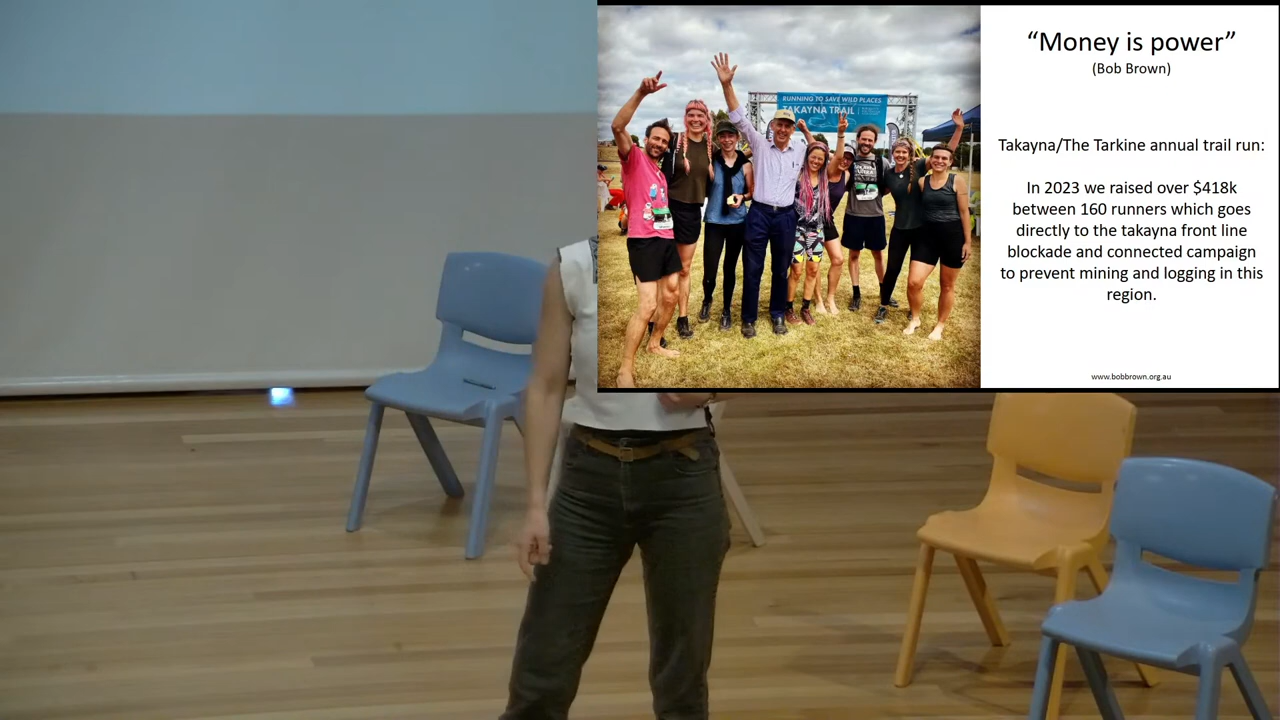 “Money is power”
(Bob Brown)
Takayna/The Tarkine annual trail run:
In 2023 we raised over $418k
between 160 runners which goes
directly to the takayna front line
blockade and connected campaign
to prevent mining and logging in this
region.
www.bobbrown.org.au
RUNNING TO SAVE WILD PLACES
TAKAYNA TRAIL